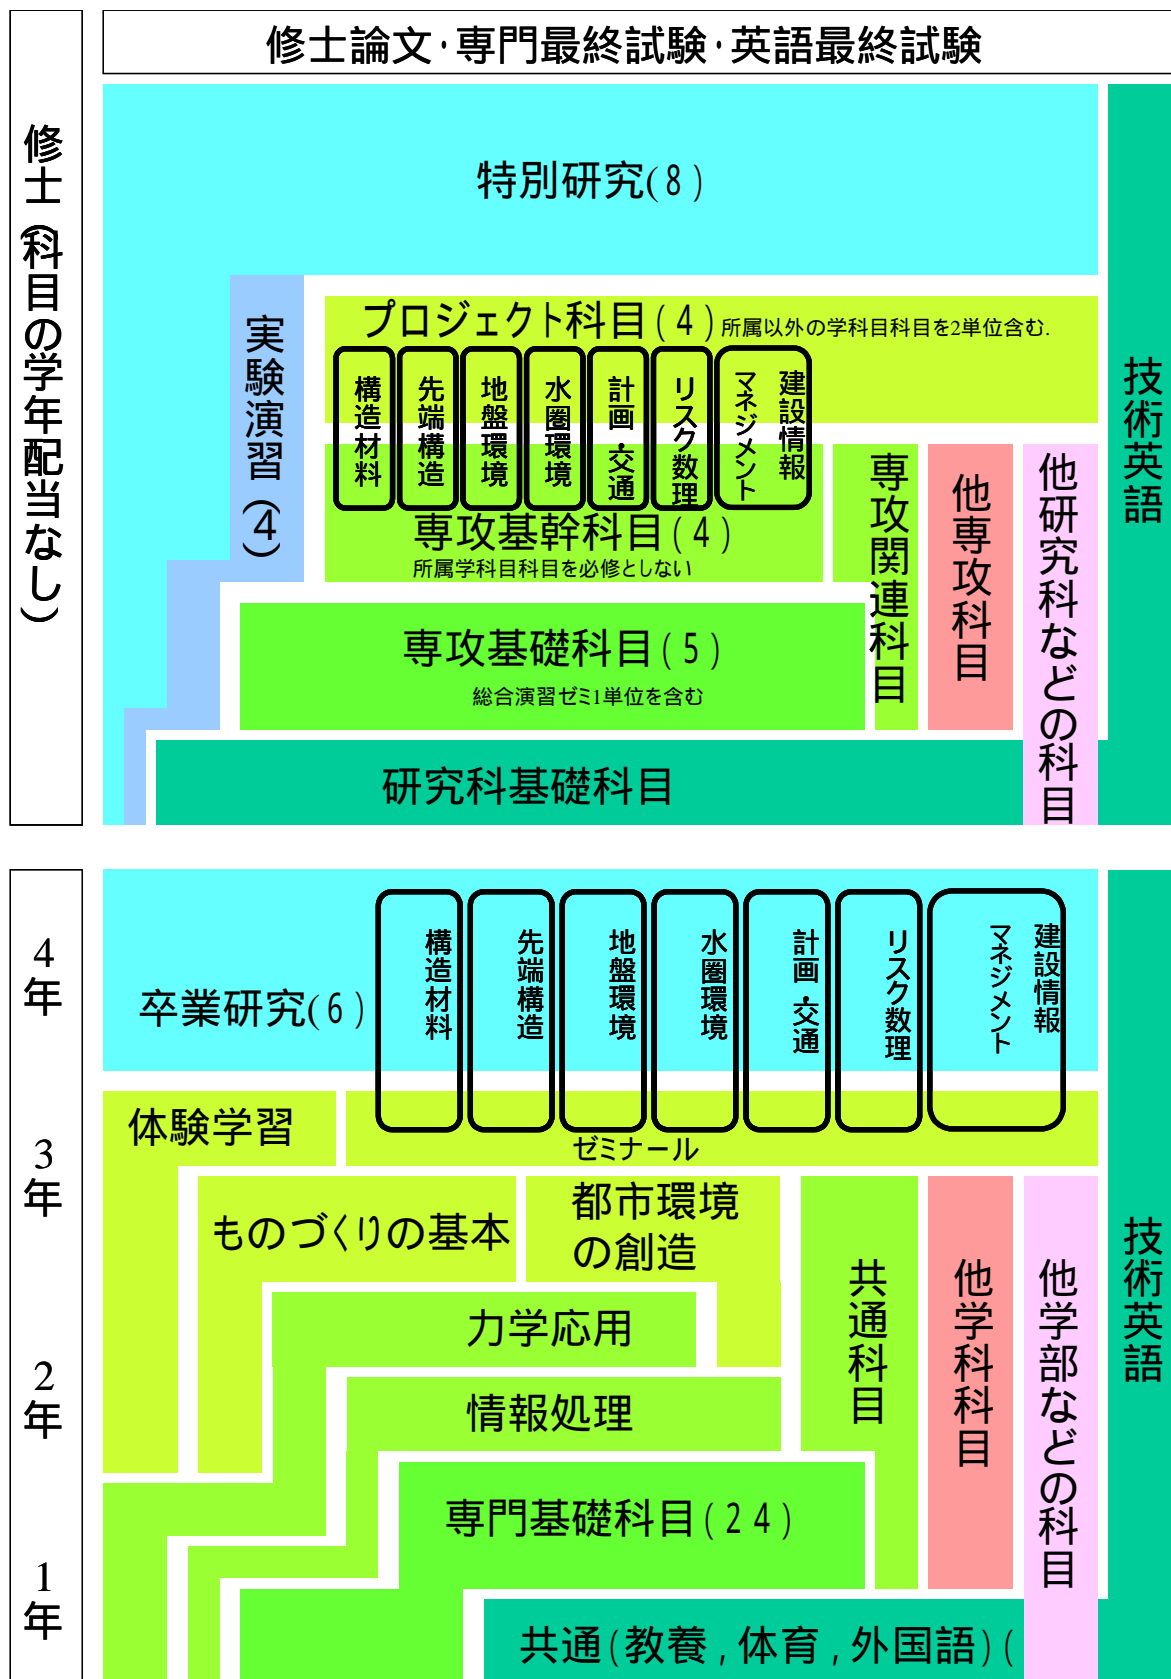 修士論文・専門最終試験・英語最終試験
修士(科目の学年配当なし)
特別研究(8)
技術英語
実験演習(4)
プロジェクト科目(4)所属以外の学科目科目を2単位含む.
構造材料
先端構造
地盤環境
水圏環境
計画・交通
リスク数理
建設情報
マネジメント
専攻基幹科目(4)
所属学科目科目を必修としない
専攻関連科目
他専攻科目
他研究科などの科目
専攻基礎科目(5)
総合演習ゼミ1単位を含む
研究科基礎科目
4年
卒業研究(6)
構造材料
先端構造
地盤環境
水圏環境
計画・交通
リスク数理
建設情報
マネジメント
3年
体験学習
ゼミナール
ものづくりの基本
都市環境
の創造
共通科目
他学科科目
他学部などの科目
技術英語
力学応用
2年
情報処理
専門基礎科目(24)
1年
共通(教養,体育,外国語)(